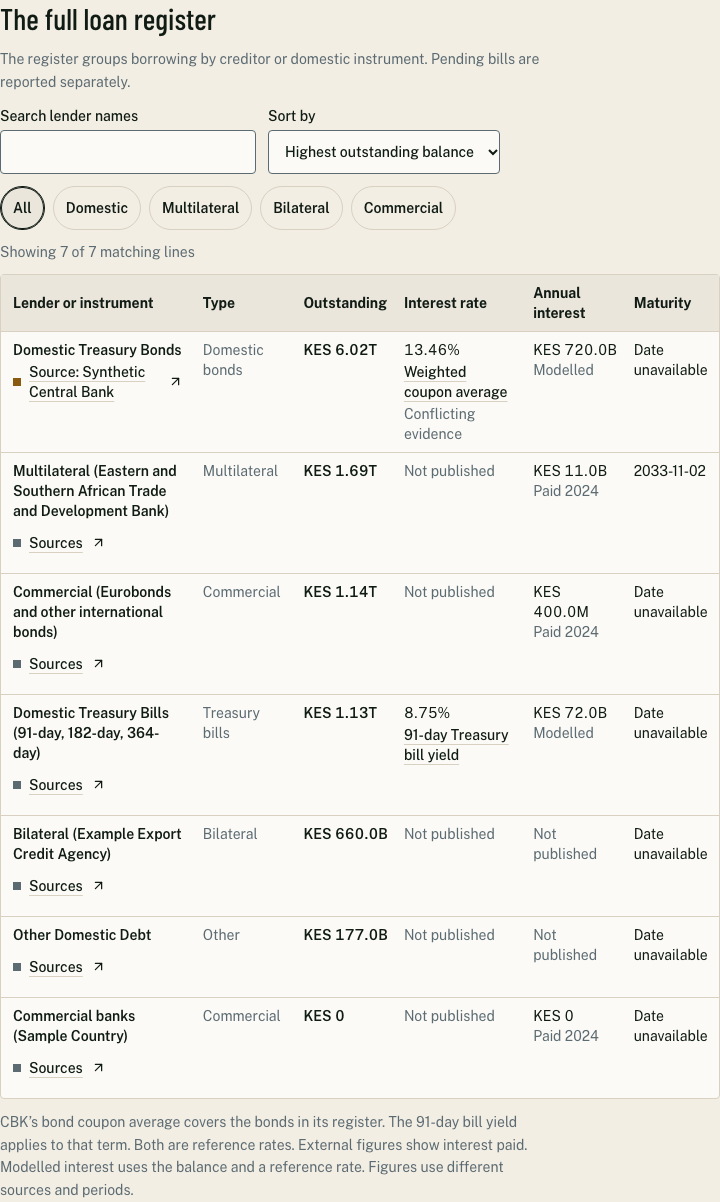 The full loan register
The register groups borrowing by creditor or domestic instrument. Pending bills are
reported separately.
Search lender names
Sort by
Highest outstanding balance
All
Domestic
Multilateral
Bilateral
Commercial
Showing 7 of 7 matching lines
Lender or instrument
Type
Outstanding
Interest rate
Annual
interest
Maturity
Domestic Treasury Bonds
Source: Synthetic
Central Bank
Domestic
bonds
KES 6.02T
13.46%
Weighted
coupon average
Conflicting
evidence
KES 720.0B
Modelled
Date
unavailable
Multilateral (Eastern and
Southern African Trade
and Development Bank)
Sources
Multilateral
KES 1.69T
Not published
KES 11.0B
Paid 2024
2033-11-02
Commercial (Eurobonds
and other international
bonds)
Sources
Commercial
KES 1.14T
Not published
KES
400.0M
Paid 2024
Date
unavailable
Domestic Treasury Bills
(91-day, 182-day, 364-
day)
Sources
Treasury
bills
KES 1.13T
8.75%
91-day Treasury
bill yield
KES 72.0B
Modelled
Date
unavailable
Bilateral (Example Export
Credit Agency)
Sources
Bilateral
KES 660.0B
Not published
Not
published
Date
unavailable
Other Domestic Debt
Sources
Other
KES 177.0B
Not published
Not
published
Date
unavailable
Commercial banks
(Sample Country)
Sources
Commercial
KES 0
Not published
KES 0
Paid 2024
Date
unavailable
CBK’s bond coupon average covers the bonds in its register. The 91-day bill yield
applies to that term. Both are reference rates. External figures show interest paid.
Modelled interest uses the balance and a reference rate. Figures use different
sources and periods.